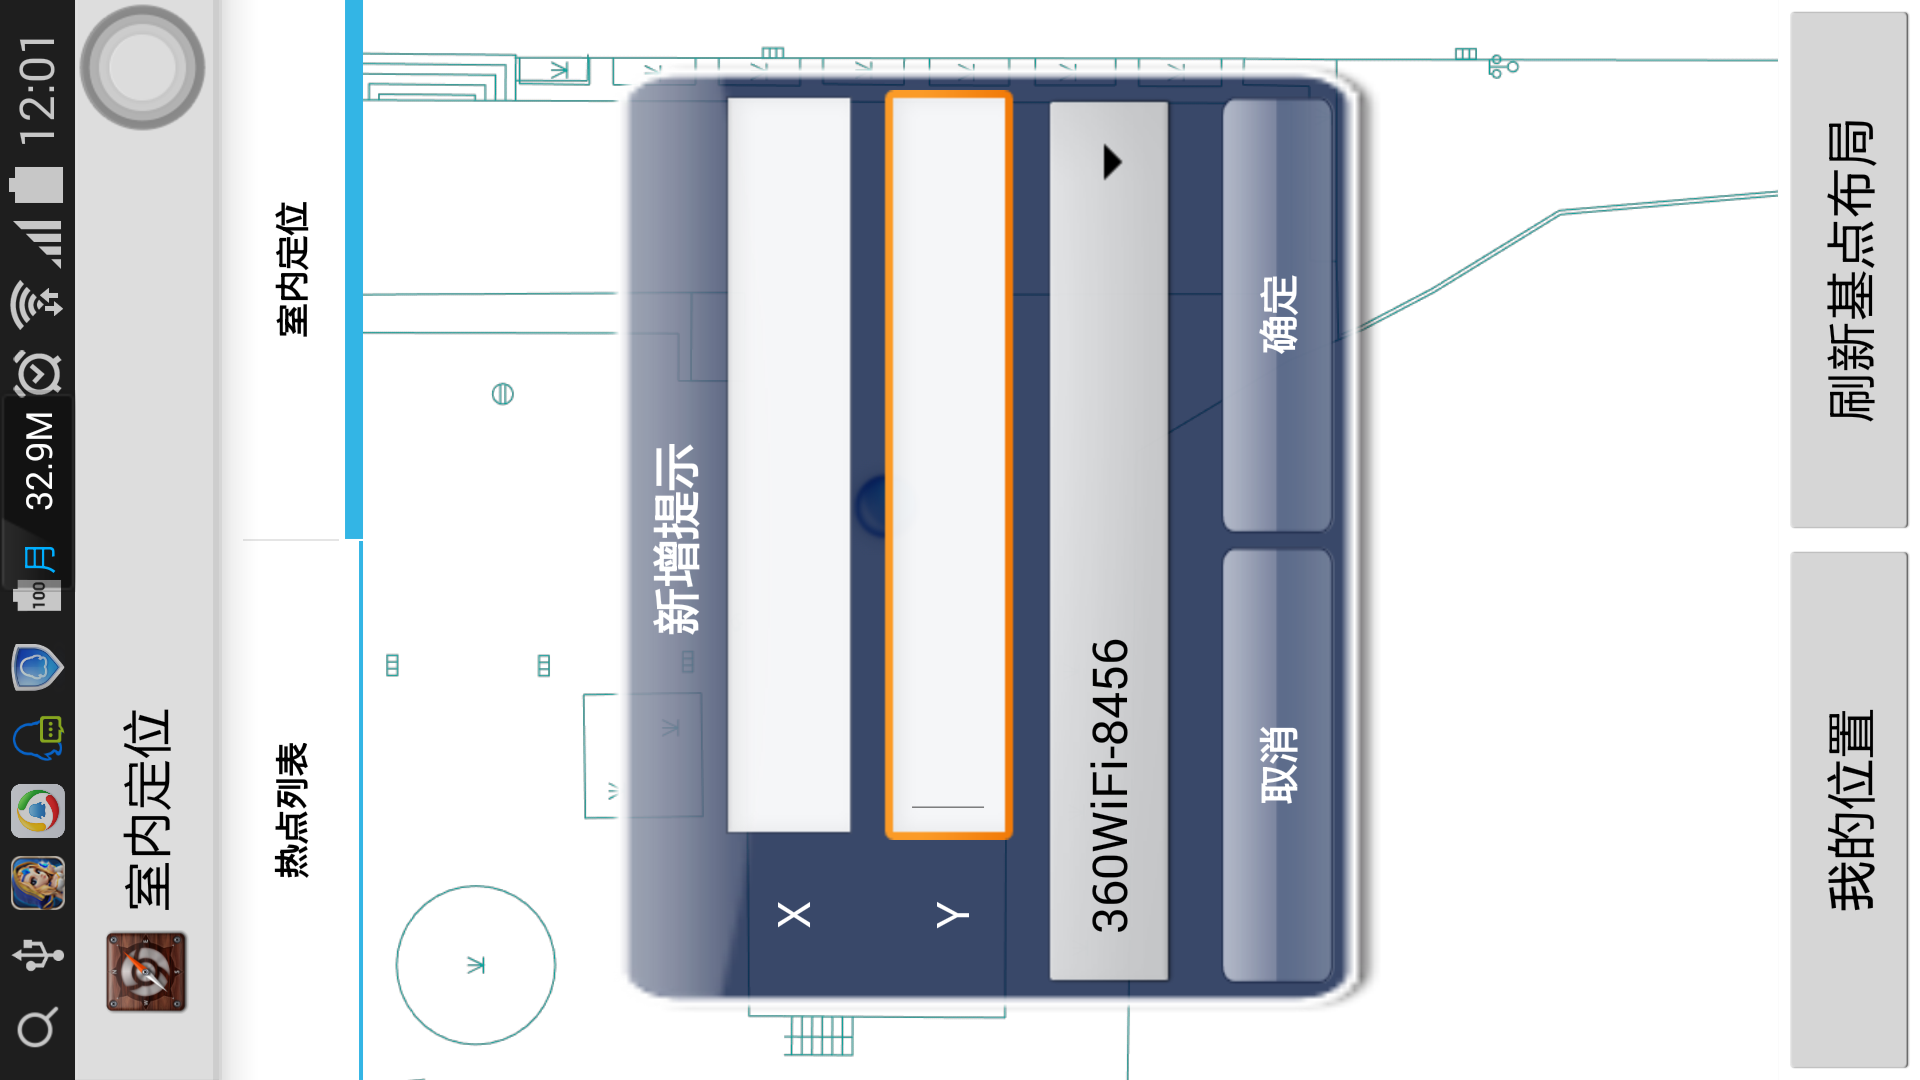 100
月 32.9M
12:01
室内定位
热点列表
室内定位
新增提示
X
Y
360WiFi-8456
取消
确定
我的位置
刷新基点布局